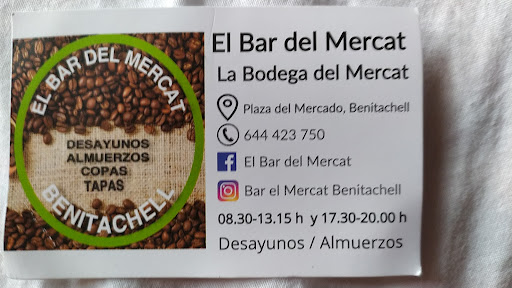 EL BAR DEL MERCAT
DESAYUNOS
ALMUERZOS
COPAS
TAPAS
BENITACHELL
El Bar del Mercat
La Bodega del Mercat
Plaza del Mercado, Benitachell
644 423 750
El Bar del Mercat
Bar el Mercat Benitachell
08.30-13.15 h y 17.30-20.00 h
Desayunos / Almuerzos